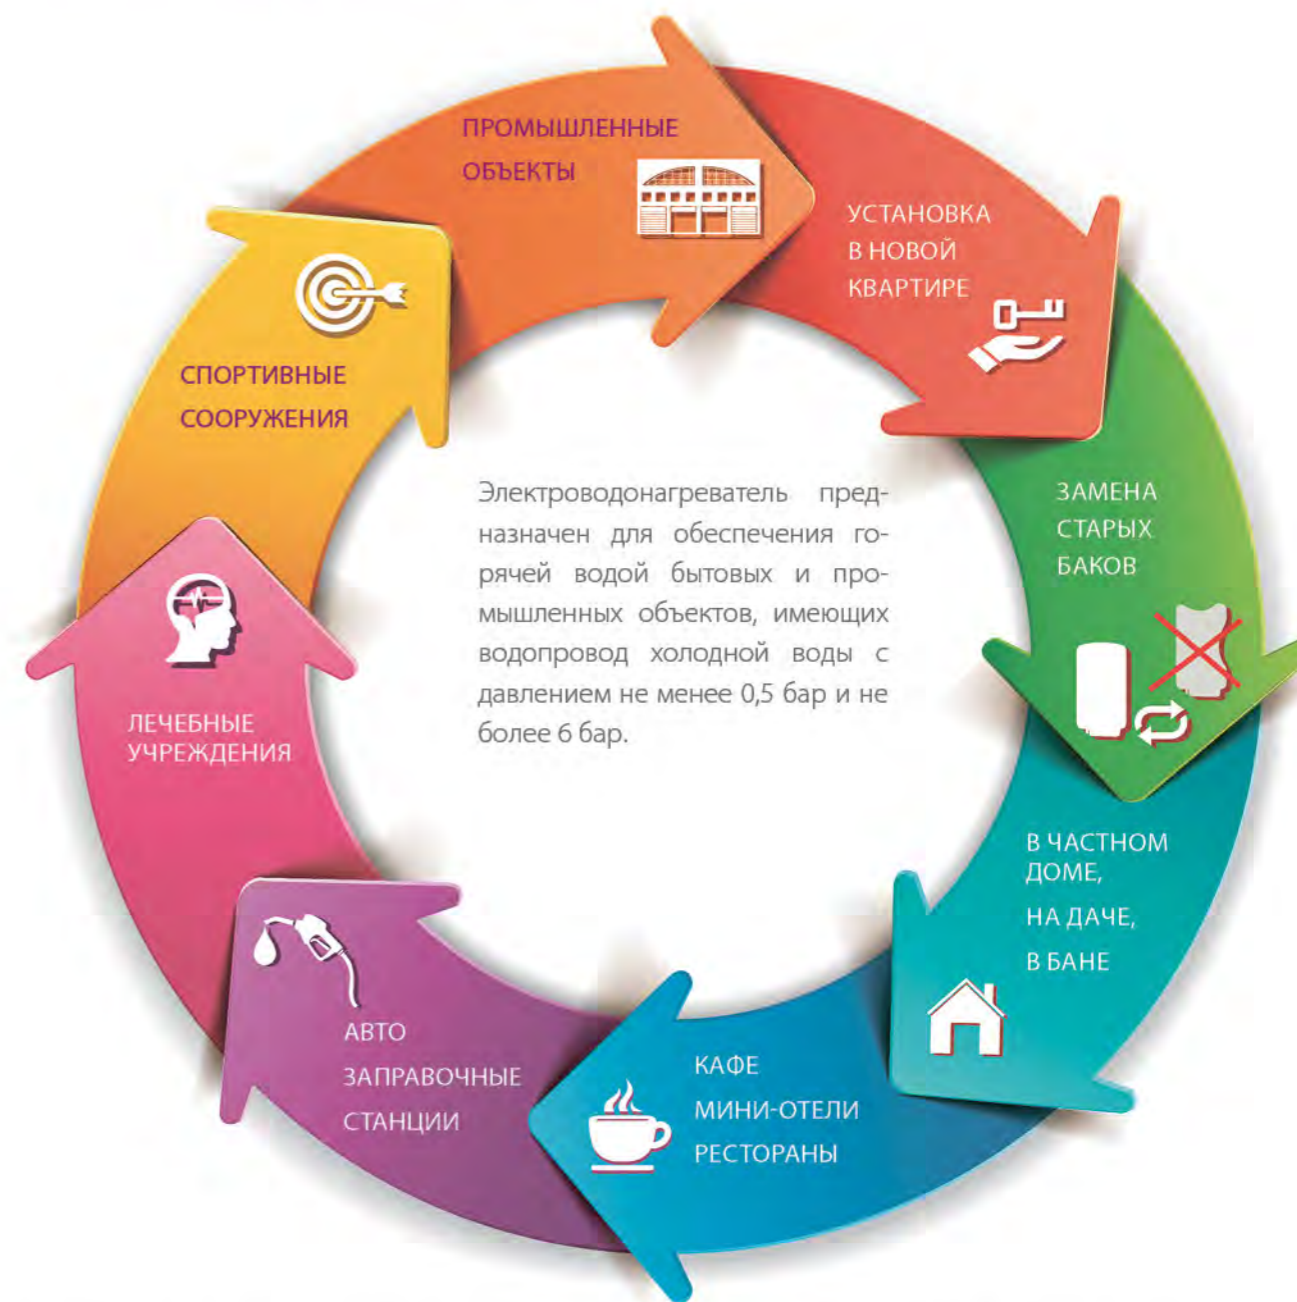 ПРОМЫШЛЕННЫЕ
ОБЪЕКТЫ
УСТАНОВКА
В НОВОЙ
КВАРТИРЕ
ЗАМЕНА
СТАРЫХ
БАКОВ
В ЧАСТНОМ
ДОМЕ,
НА ДАЧЕ,
В БАНЕ
КАФЕ
МИНИ-ОТЕЛИ
РЕСТОРАНЫ
АВТО
ЗАПРАВОЧНЫЕ
СТАНЦИИ
ЛЕЧЕБНЫЕ
УЧРЕЖДЕНИЯ
СПОРТИВНЫЕ
СООРУЖЕНИЯ
Электроводонагреватель пред-
назначен для обеспечения го-
рячей водой бытовых и про-
мышленных объектов, имеющих
водопровод холодной воды с
давлением не менее 0,5 бар и не
более 6 бар.